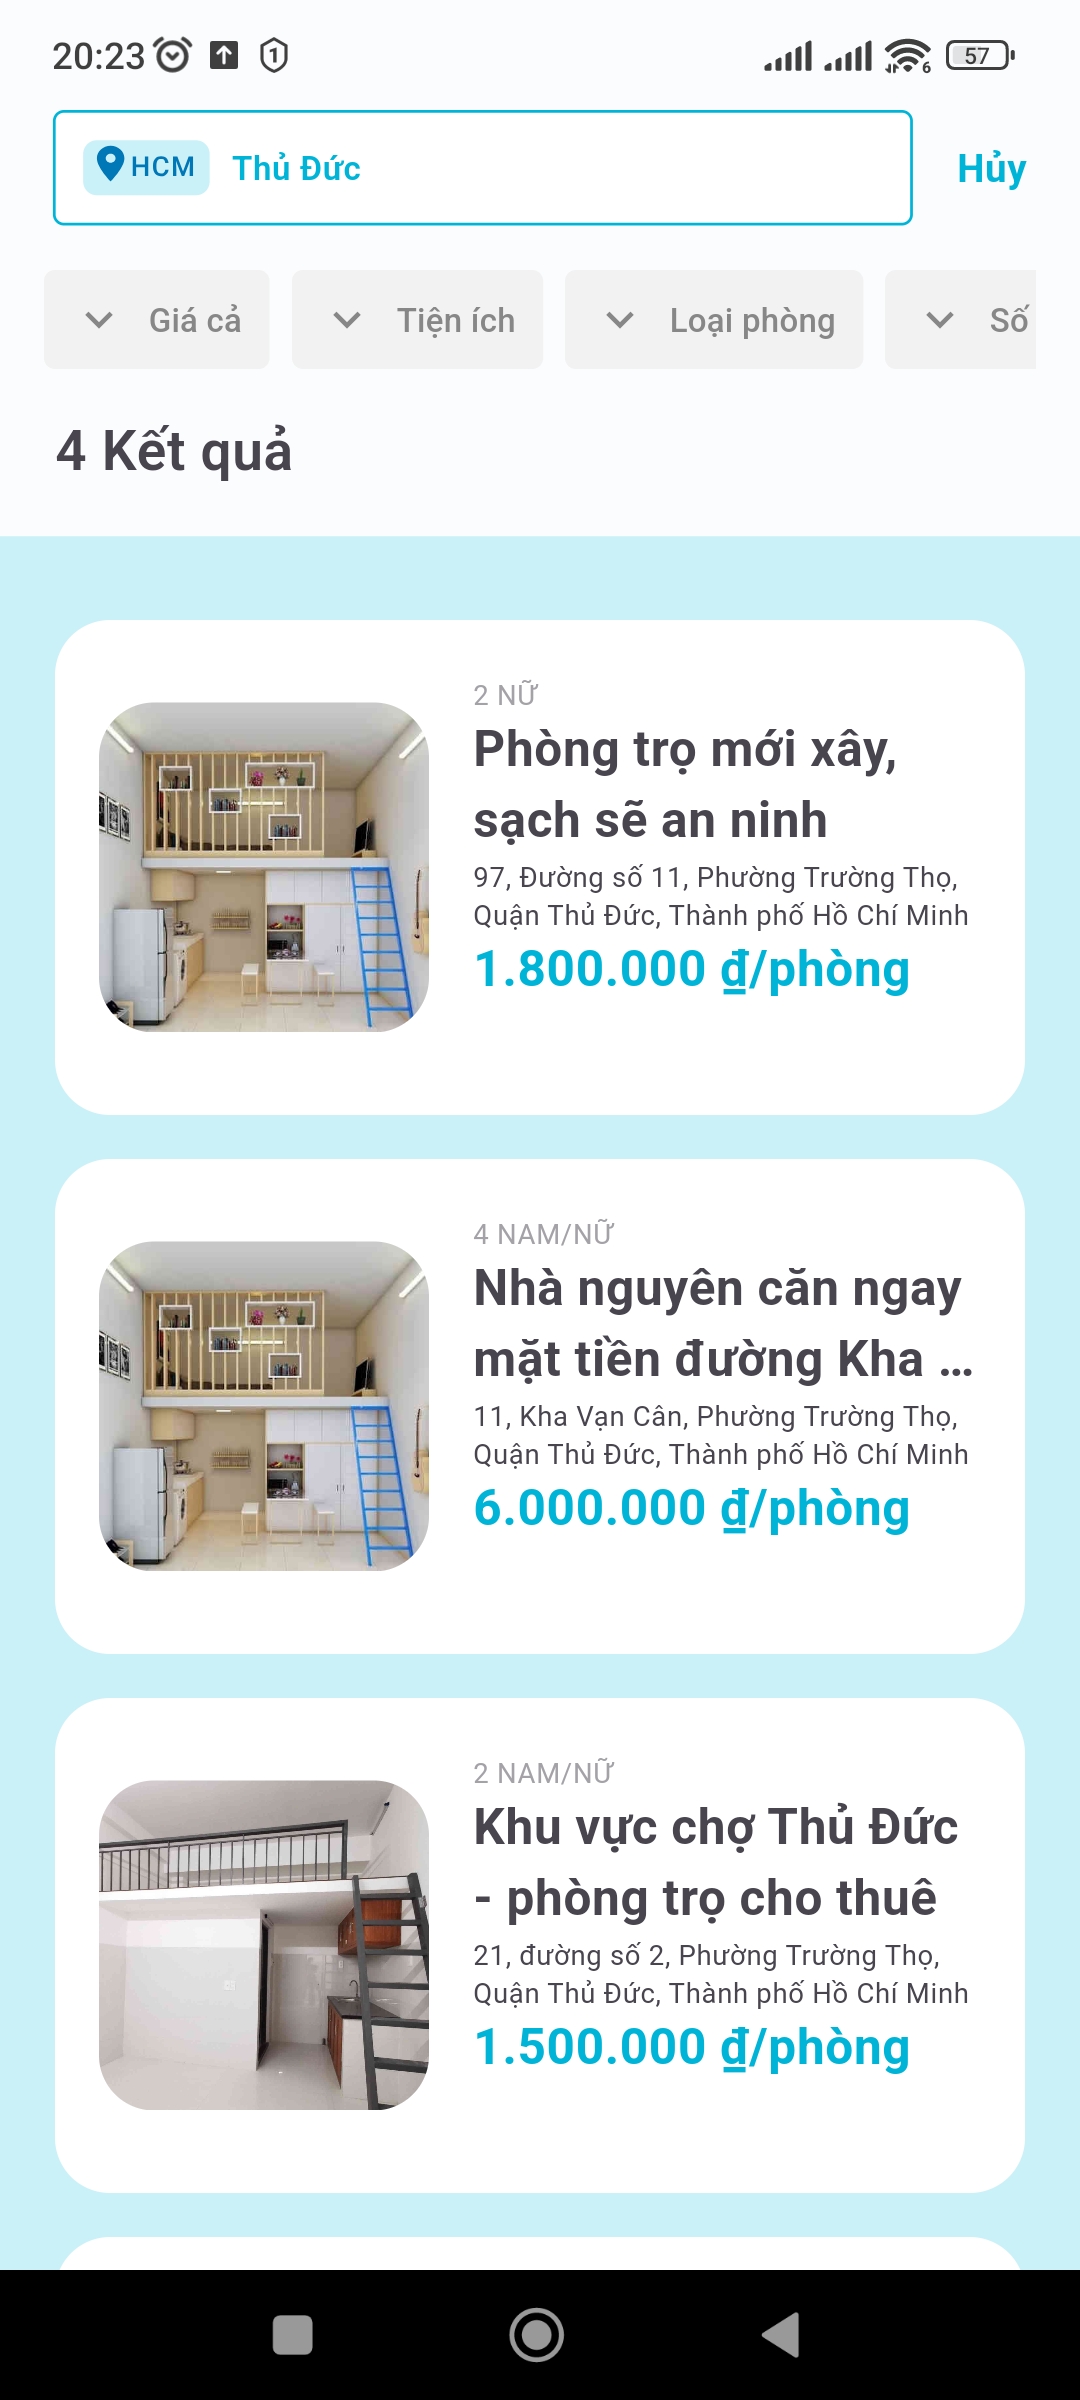 20:23
1
6
57
HCM Thủ Đức
Hủy
Giá cả
Tiện ích
Loại phòng
Số
4 Kết quả
2 NỮ
Phòng trọ mới xây,
sạch sẽ an ninh
97, Đường số 11, Phường Trường Thọ,
Quận Thủ Đức, Thành phố Hồ Chí Minh
1.800.000 ₫/phòng
4 NAM/NỮ
Nhà nguyên căn ngay
mặt tiền đường Kha ...
11, Kha Vạn Cân, Phường Trường Thọ,
Quận Thủ Đức, Thành phố Hồ Chí Minh
6.000.000 ₫/phòng
2 NAM/NỮ
Khu vực chợ Thủ Đức
- phòng trọ cho thuê
21, đường số 2, Phường Trường Thọ,
Quận Thủ Đức, Thành phố Hồ Chí Minh
1.500.000 ₫/phòng